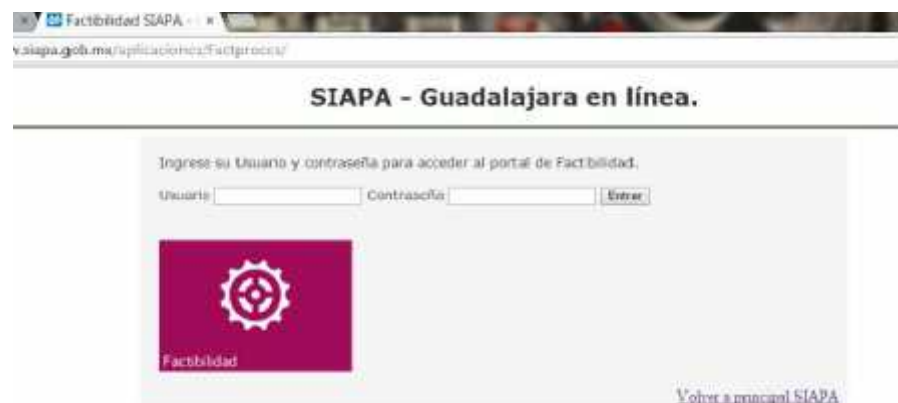 Factibilidad SIAPA -
v.siapa.gob.mx/aplicaciones/Factproces/
SIAPA - Guadalajara en línea.
Ingrese su Usuario y contraseña para acceder al portal de Factibilidad.
Usuario Contraseña Entrar
Factibilidad
Volver a principal SIAPA